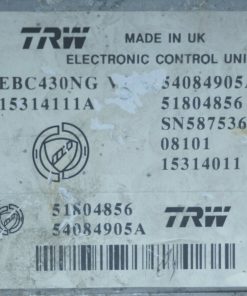 TRW MADE IN UK
ELECTRONIC CONTROL UNI
EBC430NG V 54084905A
15314111A 51804856
SN587536
08101
15314011
51804856 TRW
54084905A